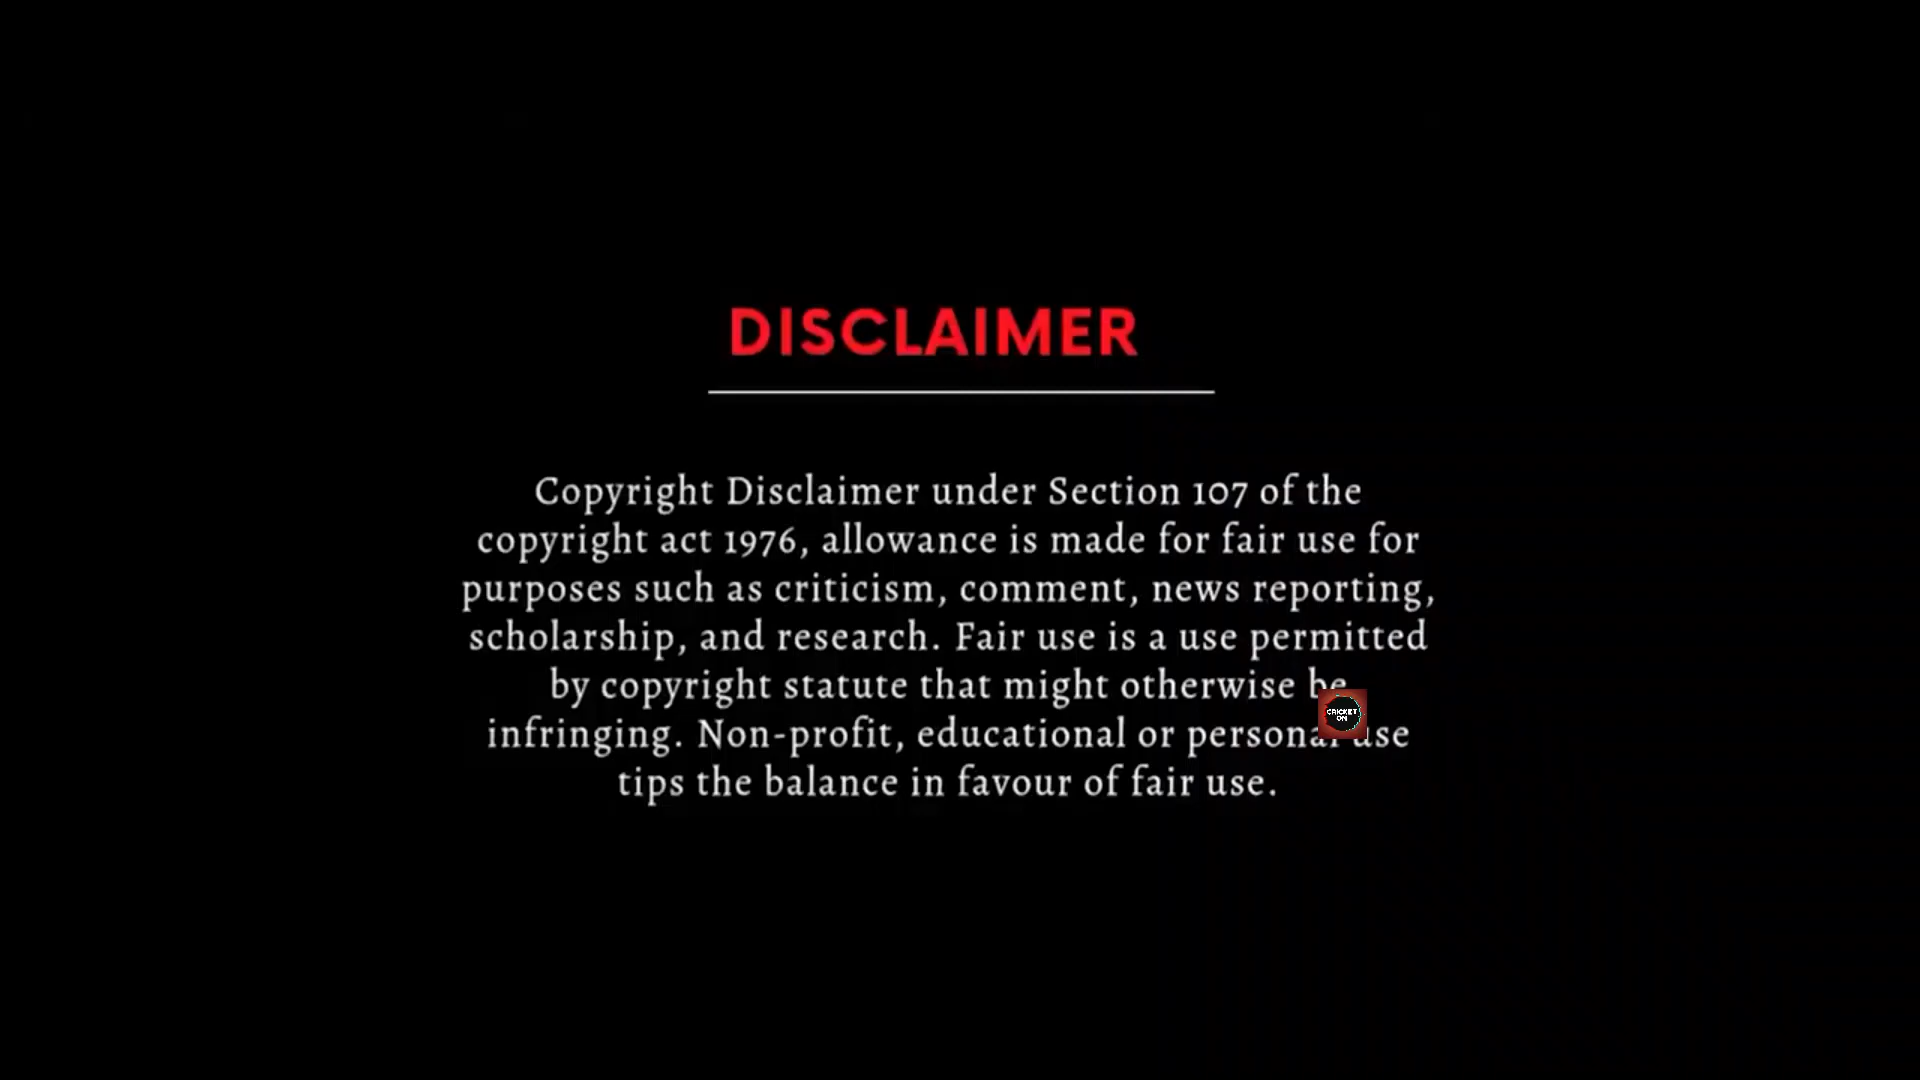 DISCLAIMER
Copyright Disclaimer under Section 107 of the
copyright act 1976, allowance is made for fair use for
purposes such as criticism, comment, news reporting,
scholarship, and research. Fair use is a use permitted
by copyright statute that might otherwise be
CRICKET
ON
infringing. Non-profit, educational or personal use
tips the balance in favour of fair use.